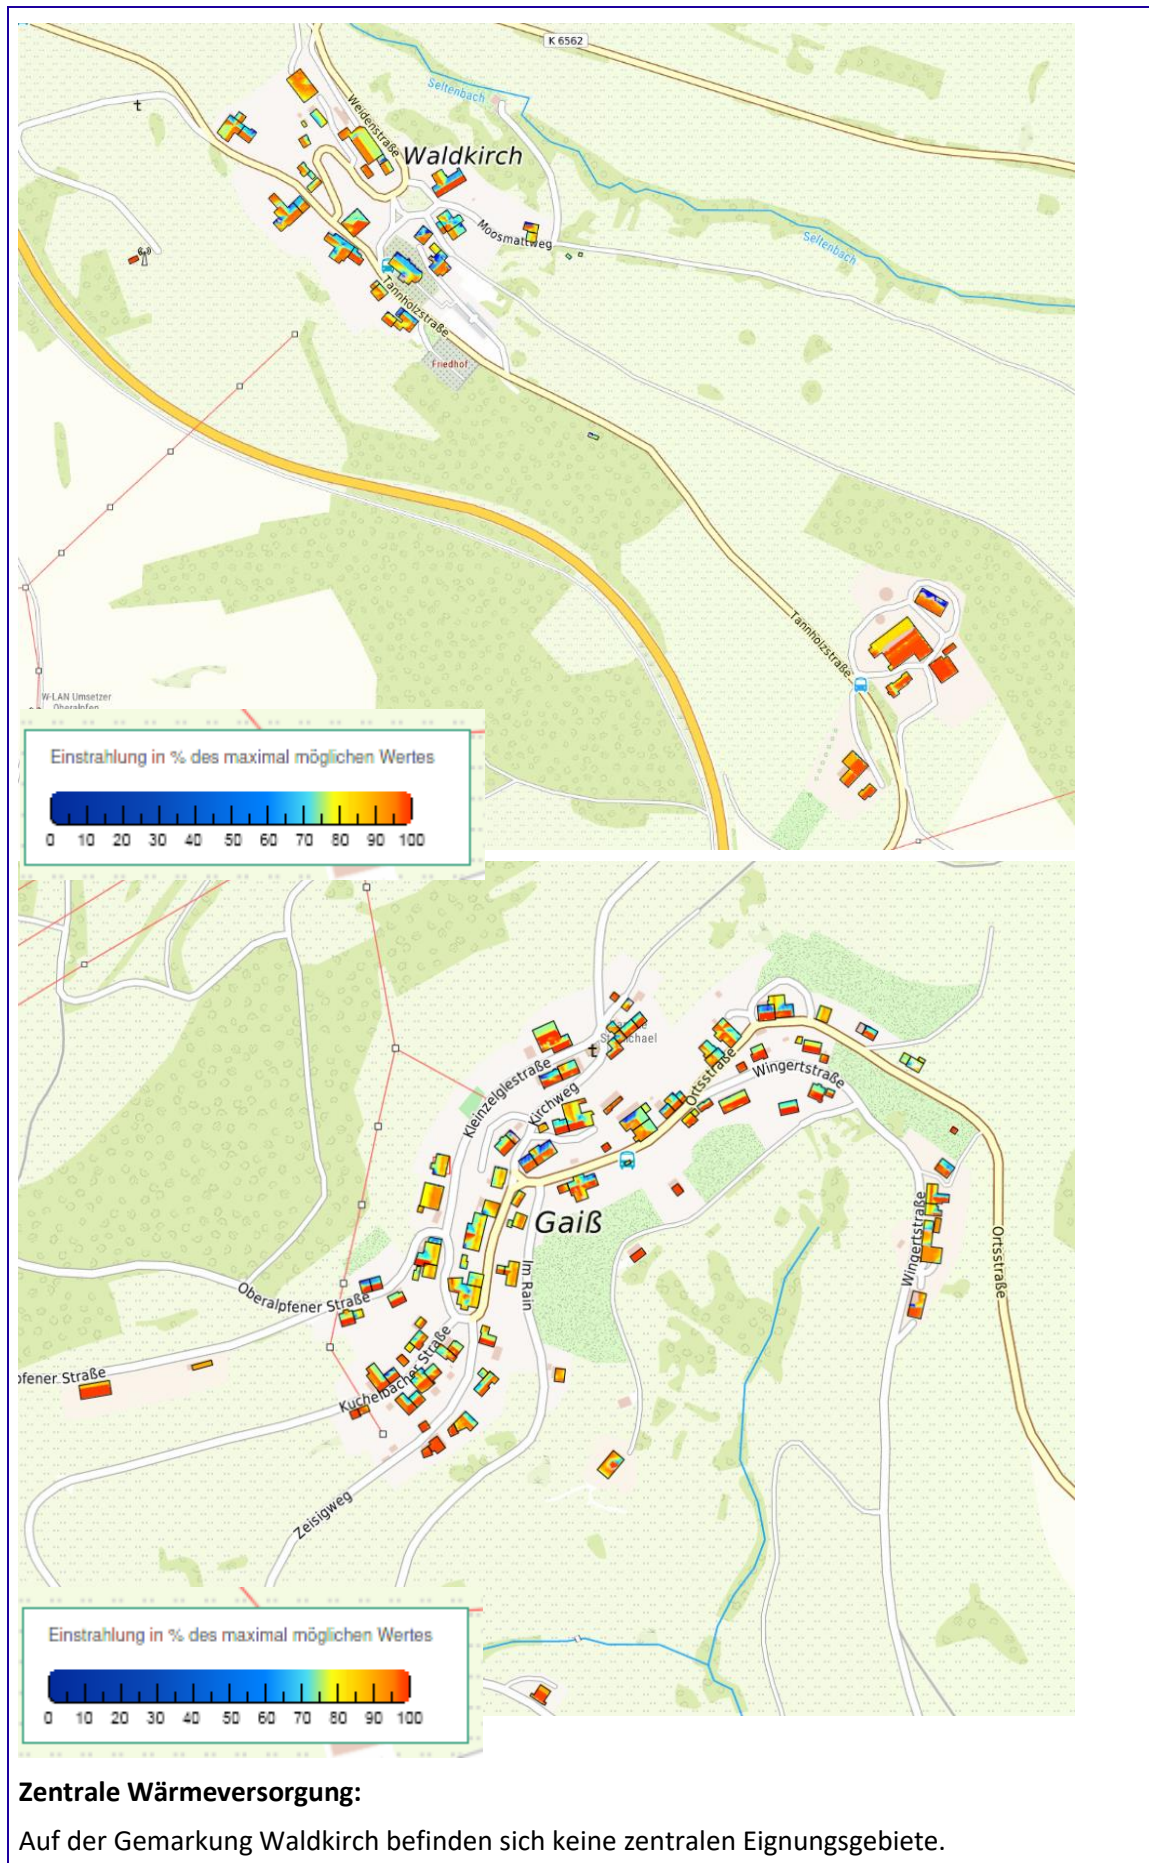 K 6562
Seltenbach
Weidenstraße
Waldkirch
Moosmattweg
Seltenbach
Tannholzstraße
Friedhof
Tannholzstraße
W-LAN Umsetzer
Oberalpfen
Einstrahlung in % des maximal möglichen Wertes
0 10 20 30 40 50 60 70 80 90 100
Kleinzelglestraße
Kirchweg
Ortsstraße
Wingertstraße
Gaiß
Im Rain
Wingertstraße
Ortsstraße
Oberalpfener Straße
pfener Straße
Kuchelbacher Straße
Zeisigweg
Einstrahlung in % des maximal möglichen Wertes
0 10 20 30 40 50 60 70 80 90 100
Zentrale Wärmeversorgung:
Auf der Gemarkung Waldkirch befinden sich keine zentralen Eignungsgebiete.